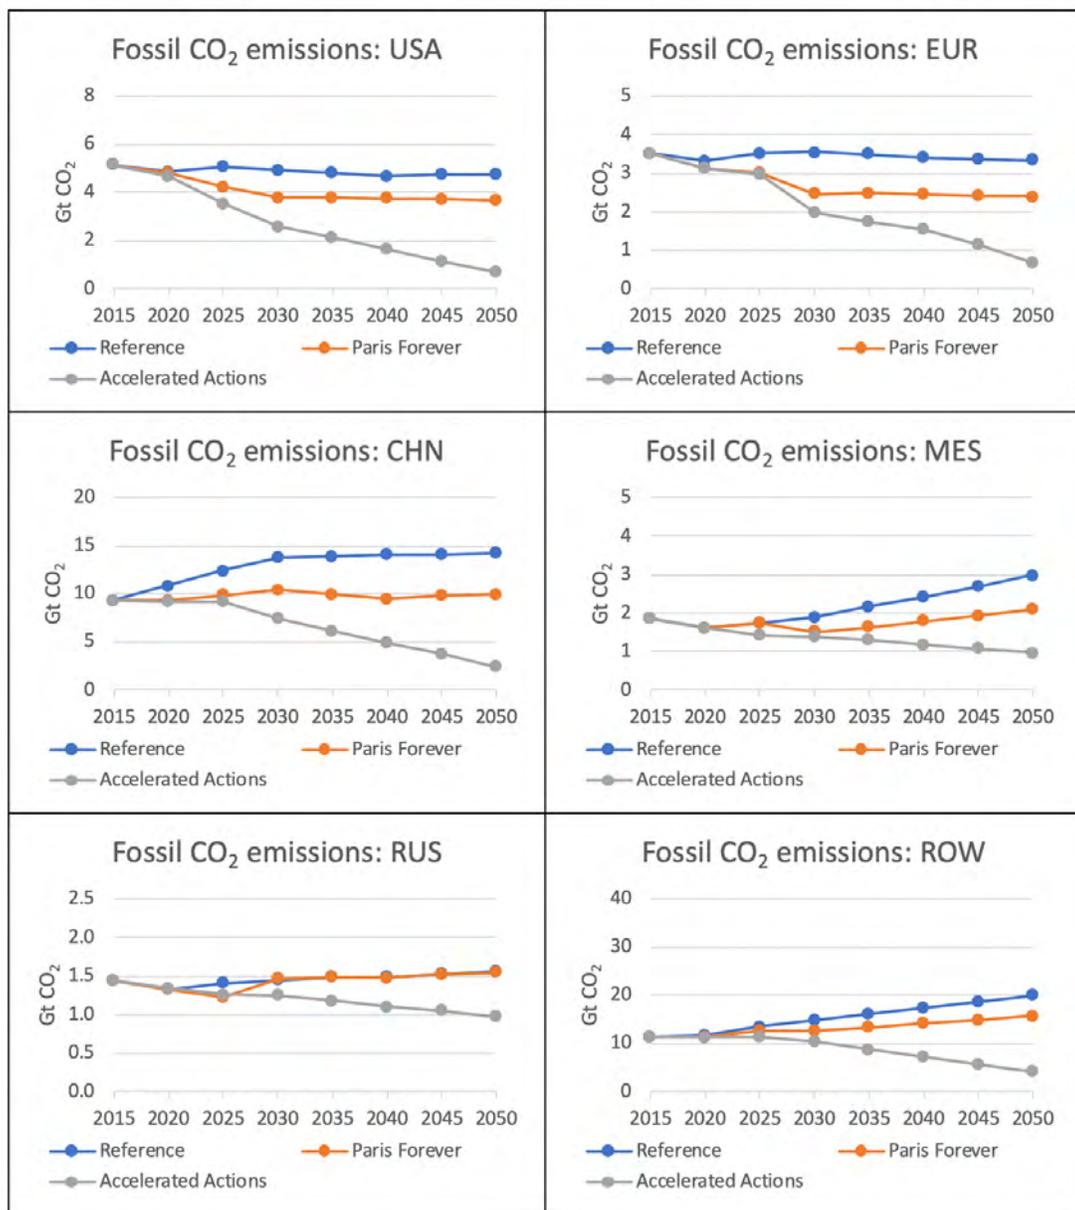 Fossil CO₂ emissions: USA
8
6
4
2
0
Gt CO₂
2015 2020 2025 2030 2035 2040 2045 2050
Reference Paris Forever
Accelerated Actions
Fossil CO₂ emissions: EUR
5
4
3
2
1
0
Gt CO₂
2015 2020 2025 2030 2035 2040 2045 2050
Reference Paris Forever
Accelerated Actions
Fossil CO₂ emissions: CHN
20
15
10
5
0
Gt CO₂
2015 2020 2025 2030 2035 2040 2045 2050
Reference Paris Forever
Accelerated Actions
Fossil CO₂ emissions: MES
5
4
3
2
1
0
Gt CO₂
2015 2020 2025 2030 2035 2040 2045 2050
Reference Paris Forever
Accelerated Actions
Fossil CO₂ emissions: RUS
2.5
2.0
1.5
1.0
0.5
0.0
Gt CO₂
2015 2020 2025 2030 2035 2040 2045 2050
Reference Paris Forever
Accelerated Actions
Fossil CO₂ emissions: ROW
40
30
20
10
0
Gt CO₂
2015 2020 2025 2030 2035 2040 2045 2050
Reference Paris Forever
Accelerated Actions